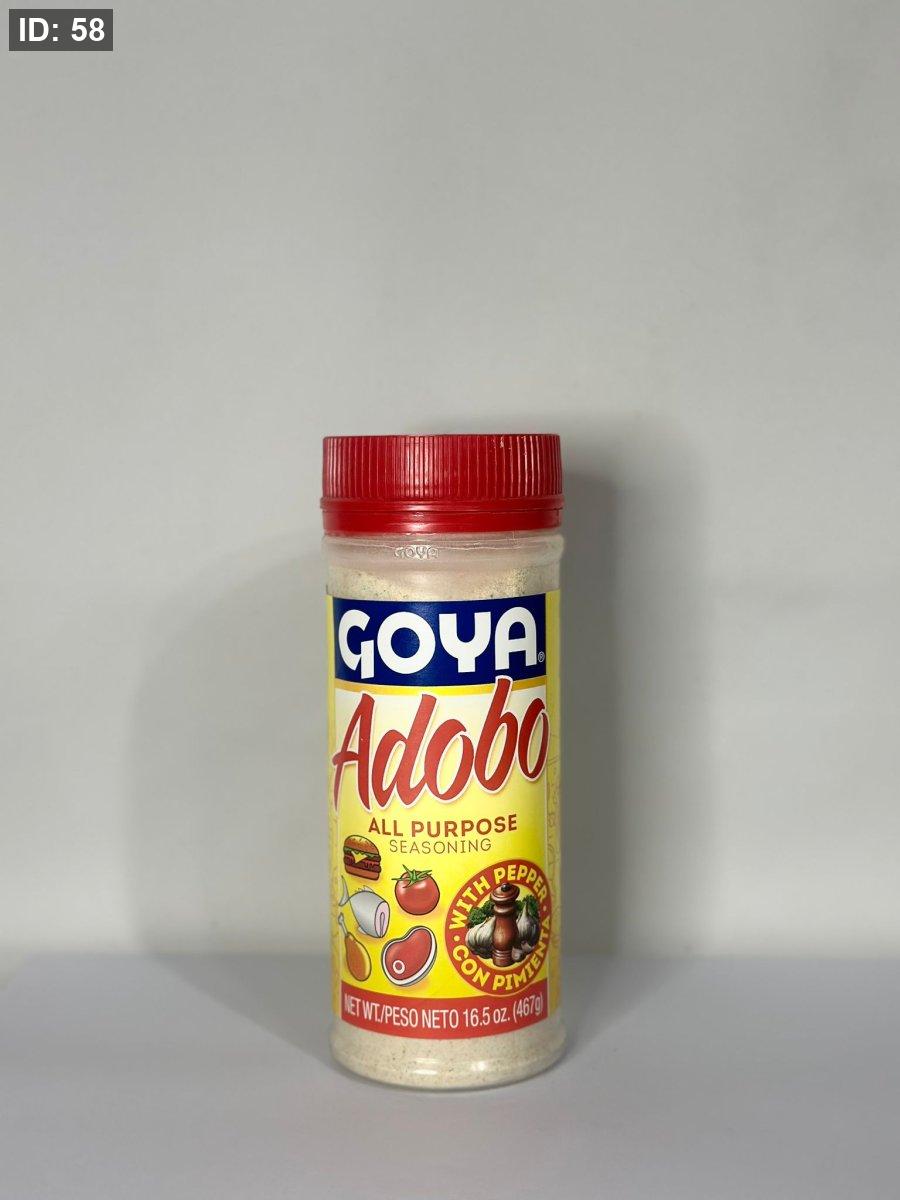 ID: 58
GOYA
GOYA®
Adobo
ALL PURPOSE
SEASONING
WITH PEPPER
CON PIMIENTA
NET WT./PESO NETO 16.5 oz. (467g)